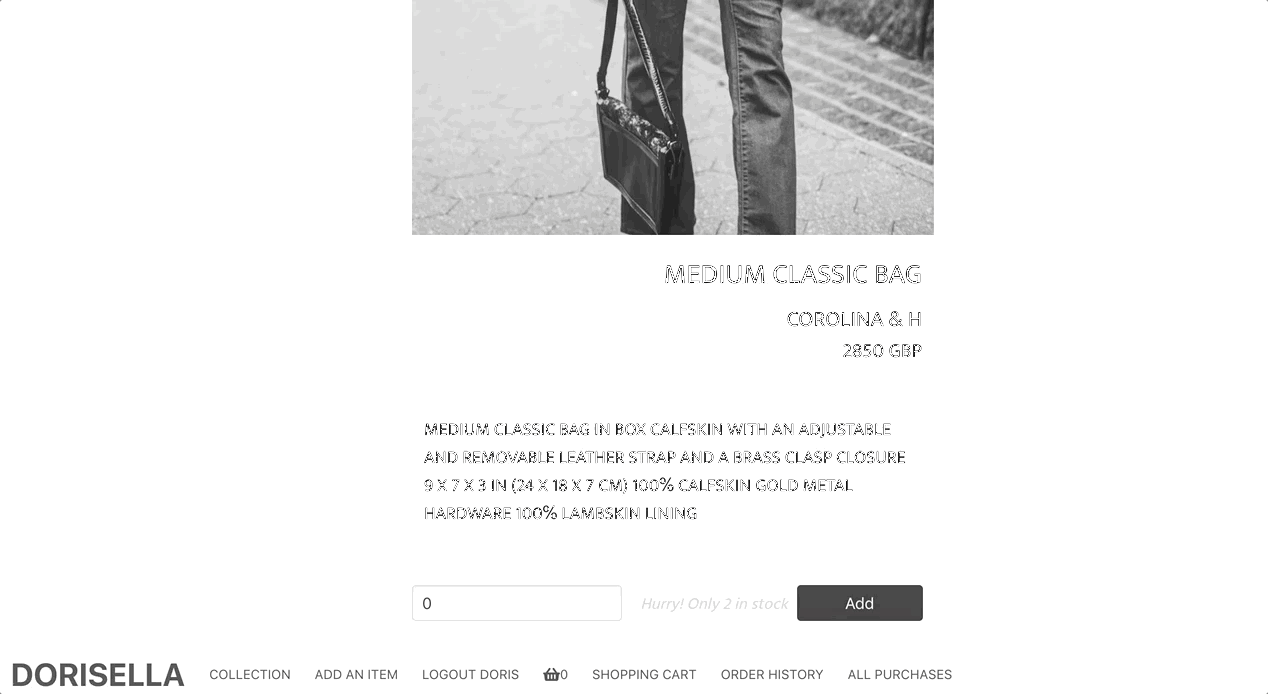 MEDIUM CLASSIC BAG
COROLINA & H
2850 GBP
MEDIUM CLASSIC BAG IN BOX CALFSKIN WITH AN ADJUSTABLE
AND REMOVABLE LEATHER STRAP AND A BRASS CLASP CLOSURE
9 X 7 X 3 IN (24 X 18 X 7 CM) 100% CALFSKIN GOLD METAL
HARDWARE 100% LAMBSKIN LINING
0 Hurry! Only 2 in stock Add
DORISELLA COLLECTION ADD AN ITEM LOGOUT DORIS 0 SHOPPING CART ORDER HISTORY ALL PURCHASES